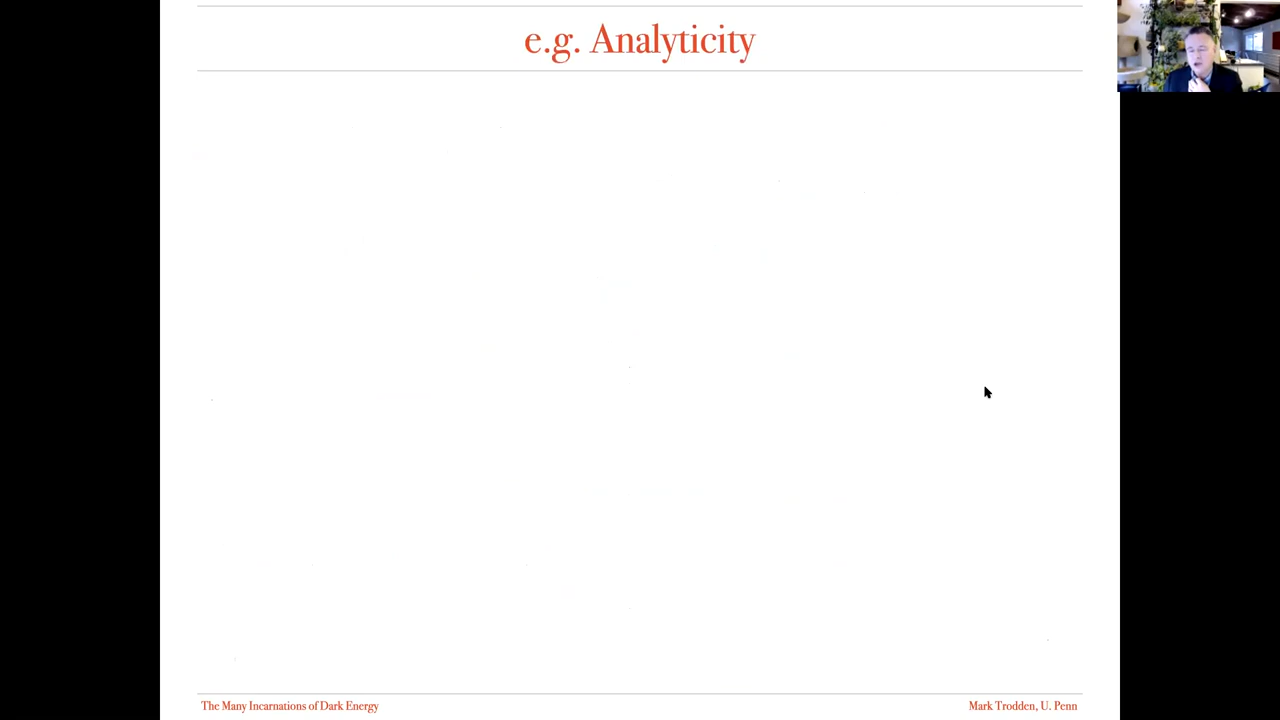 e.g. Analyticity
The Many Incarnations of Dark Energy
Mark Trodden, U. Penn